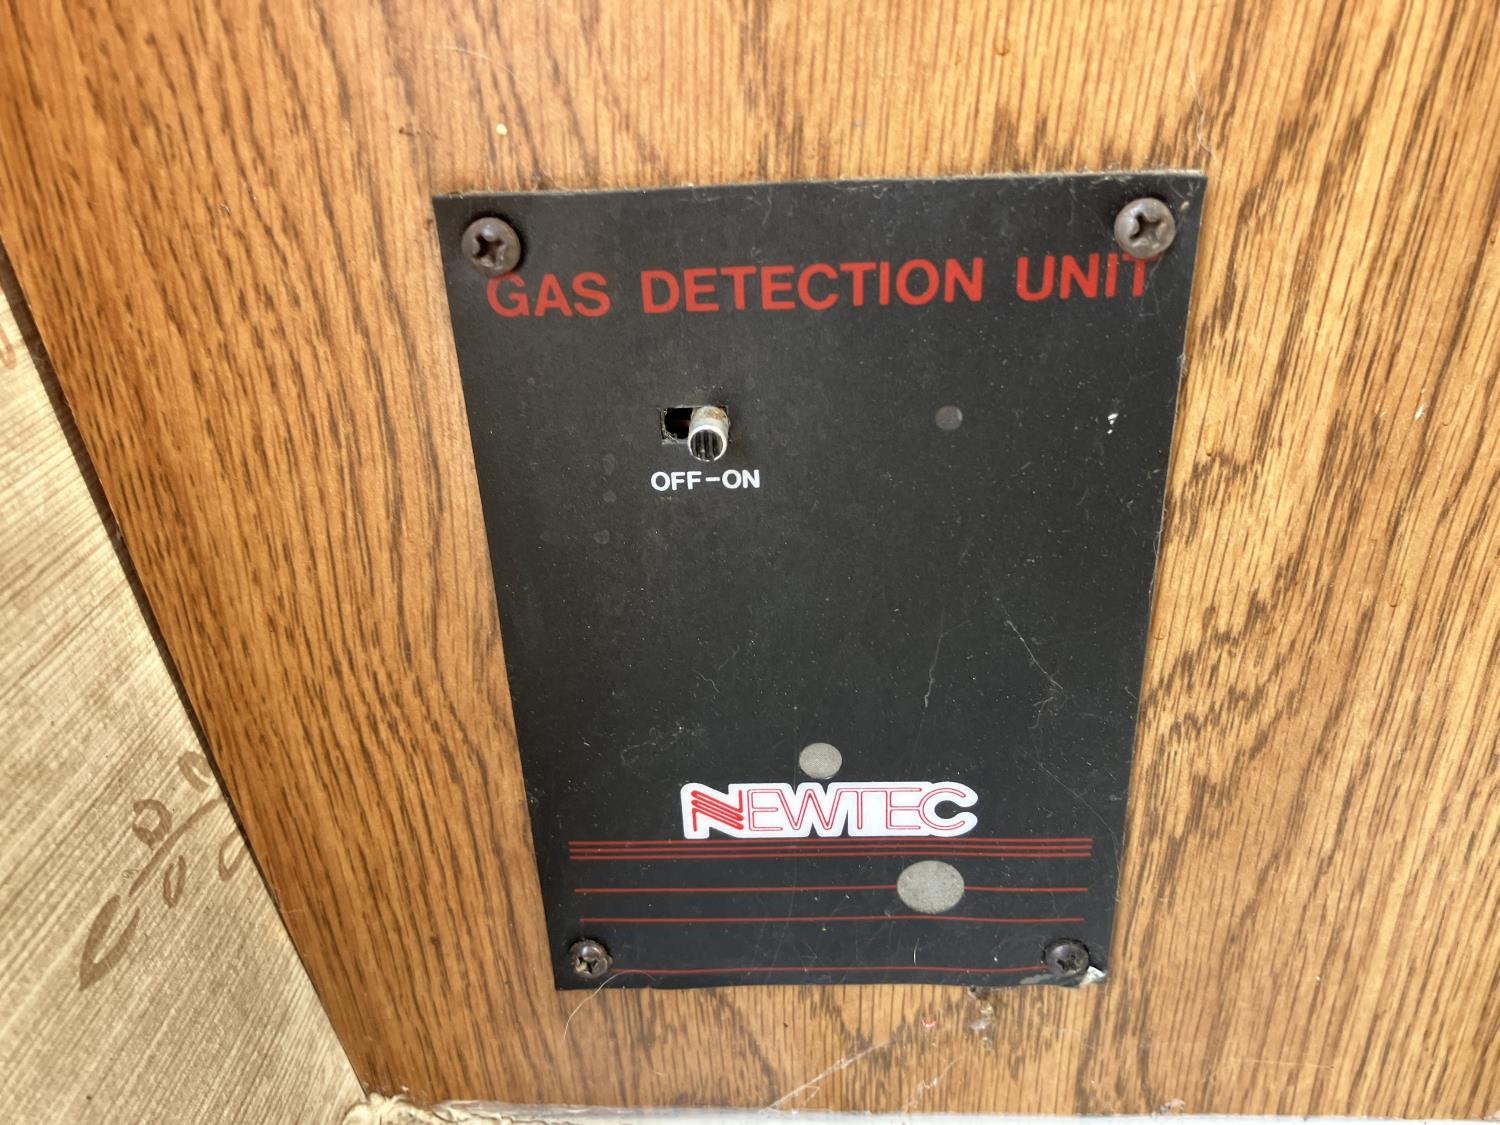 GAS DETECTION UNIT
OFF-ON
NEWTEC